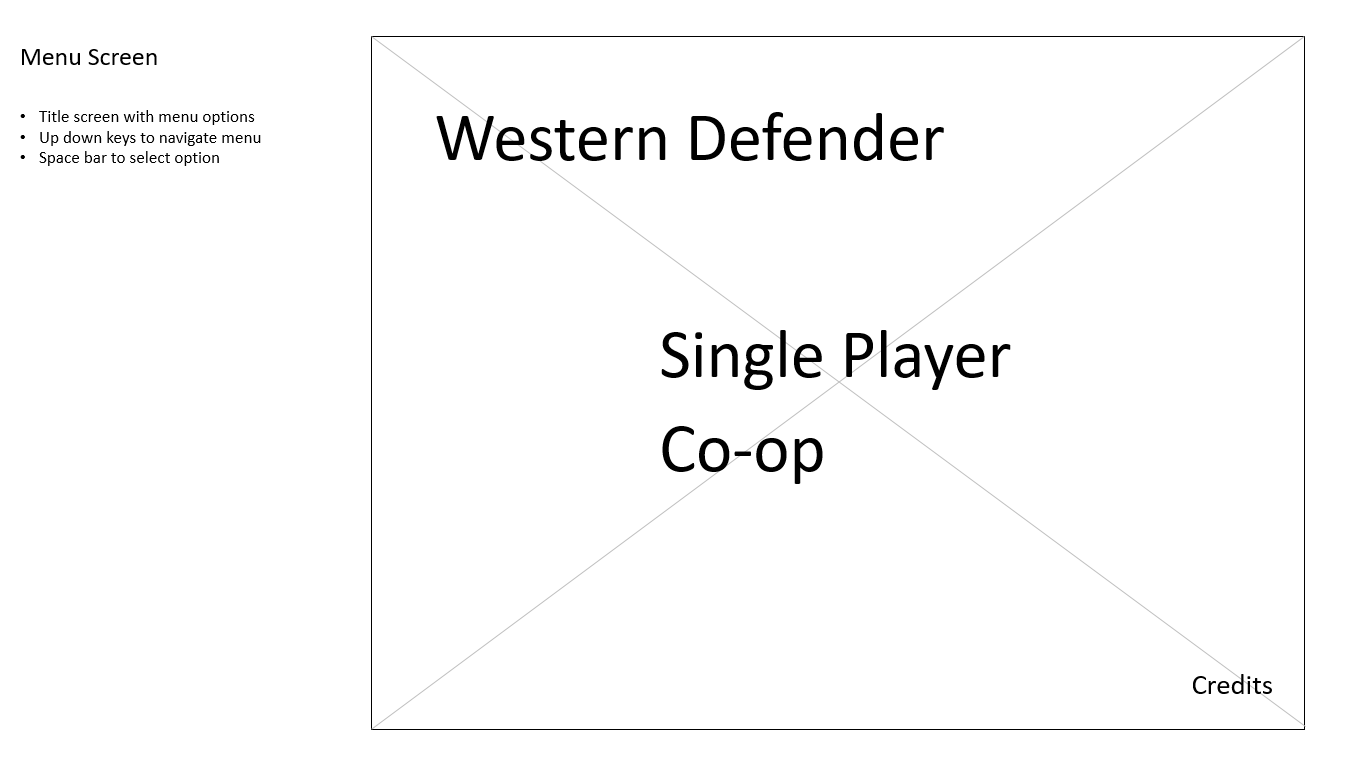 Menu Screen
• Title screen with menu options
• Up down keys to navigate menu
• Space bar to select option
Western Defender
Single Player
Co-op
Credits